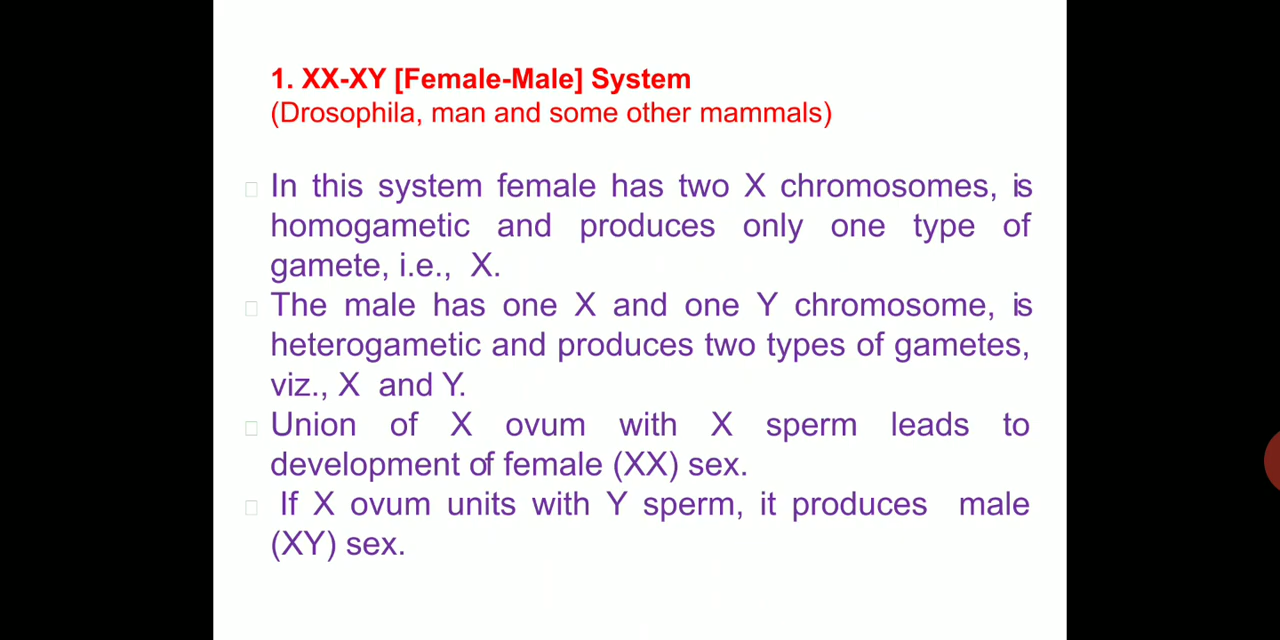 1. XX-XY [Female-Male] System
(Drosophila, man and some other mammals)
In this system female has two X chromosomes, is
homogametic and produces only one type of
gamete, i.e., X.
The male has one X and one Y chromosome, is
heterogametic and produces two types of gametes,
viz., X and Y.
Union of X ovum with X sperm leads to
development of female (XX) sex.
If X ovum units with Y sperm, it produces male
(XY) sex.